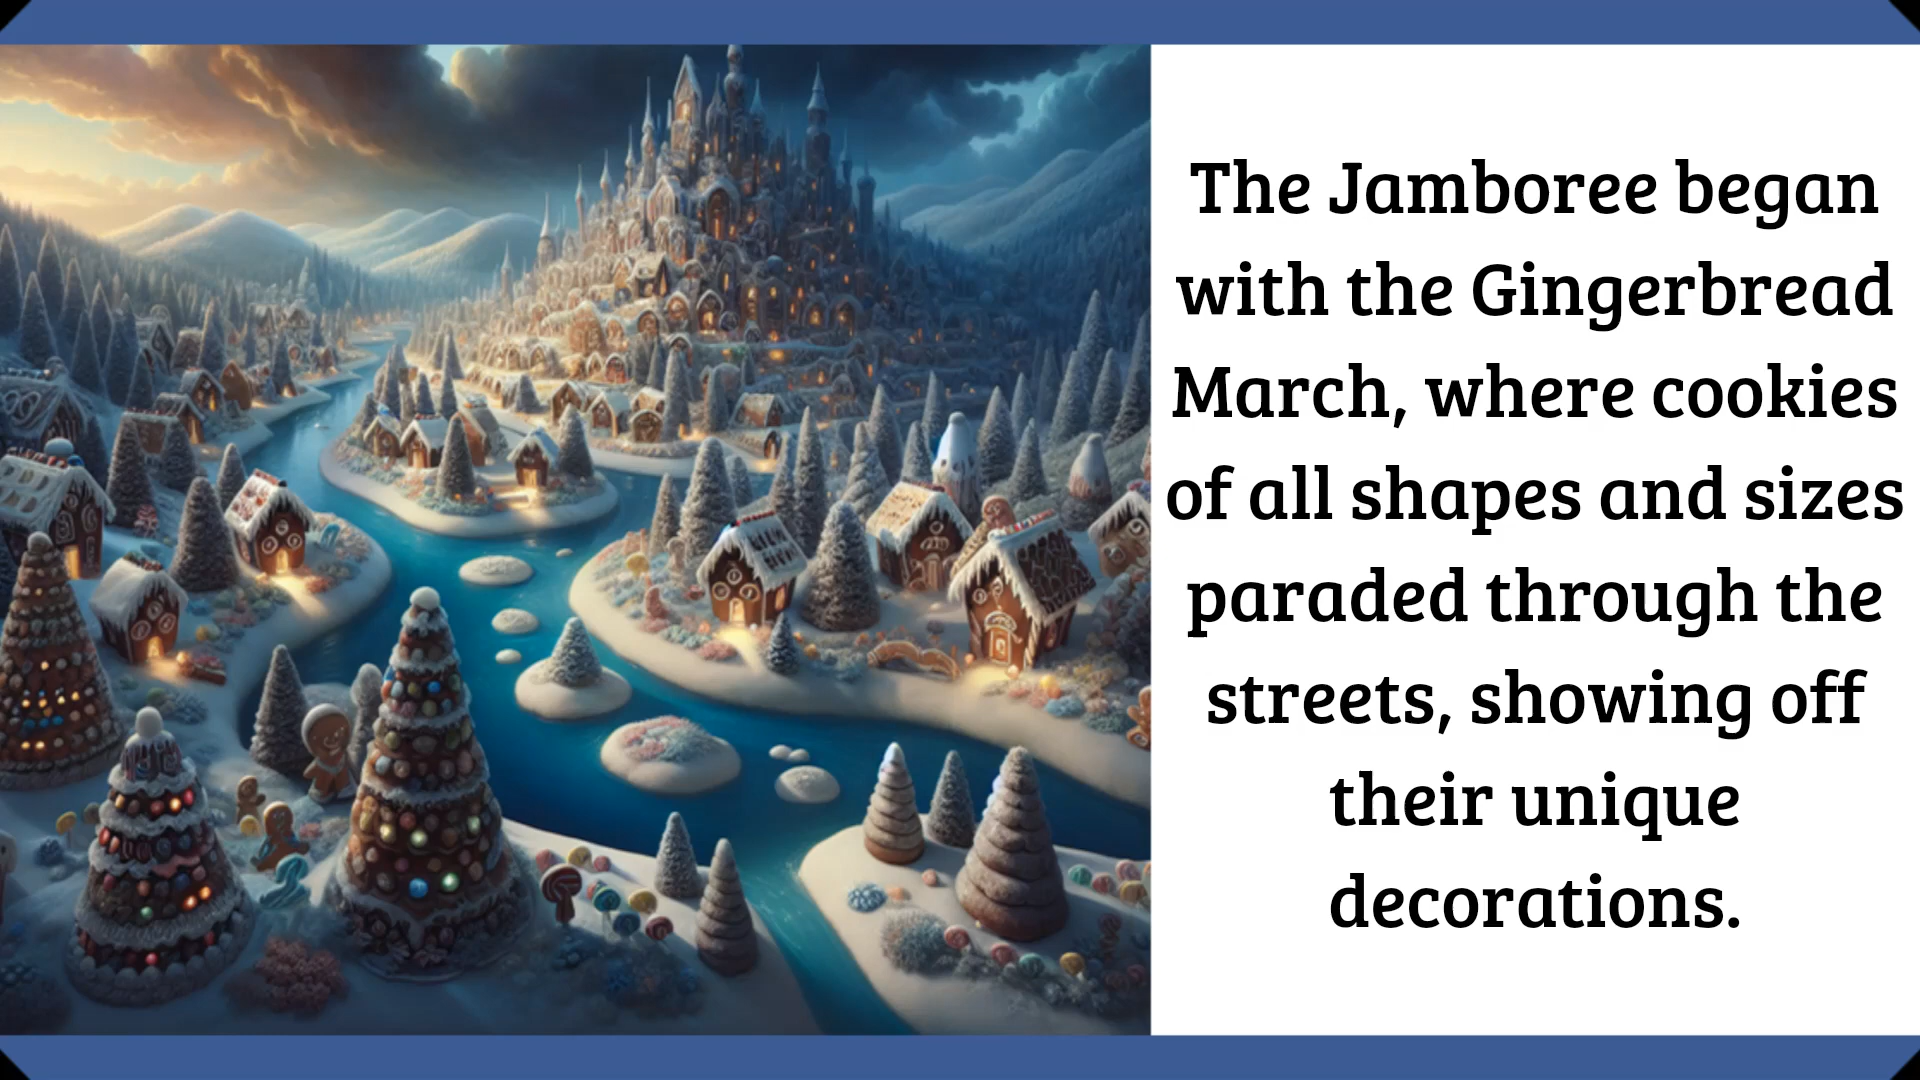 The Jamboree began
with the Gingerbread
March, where cookies
of all shapes and sizes
paraded through the
streets, showing off
their unique
decorations.